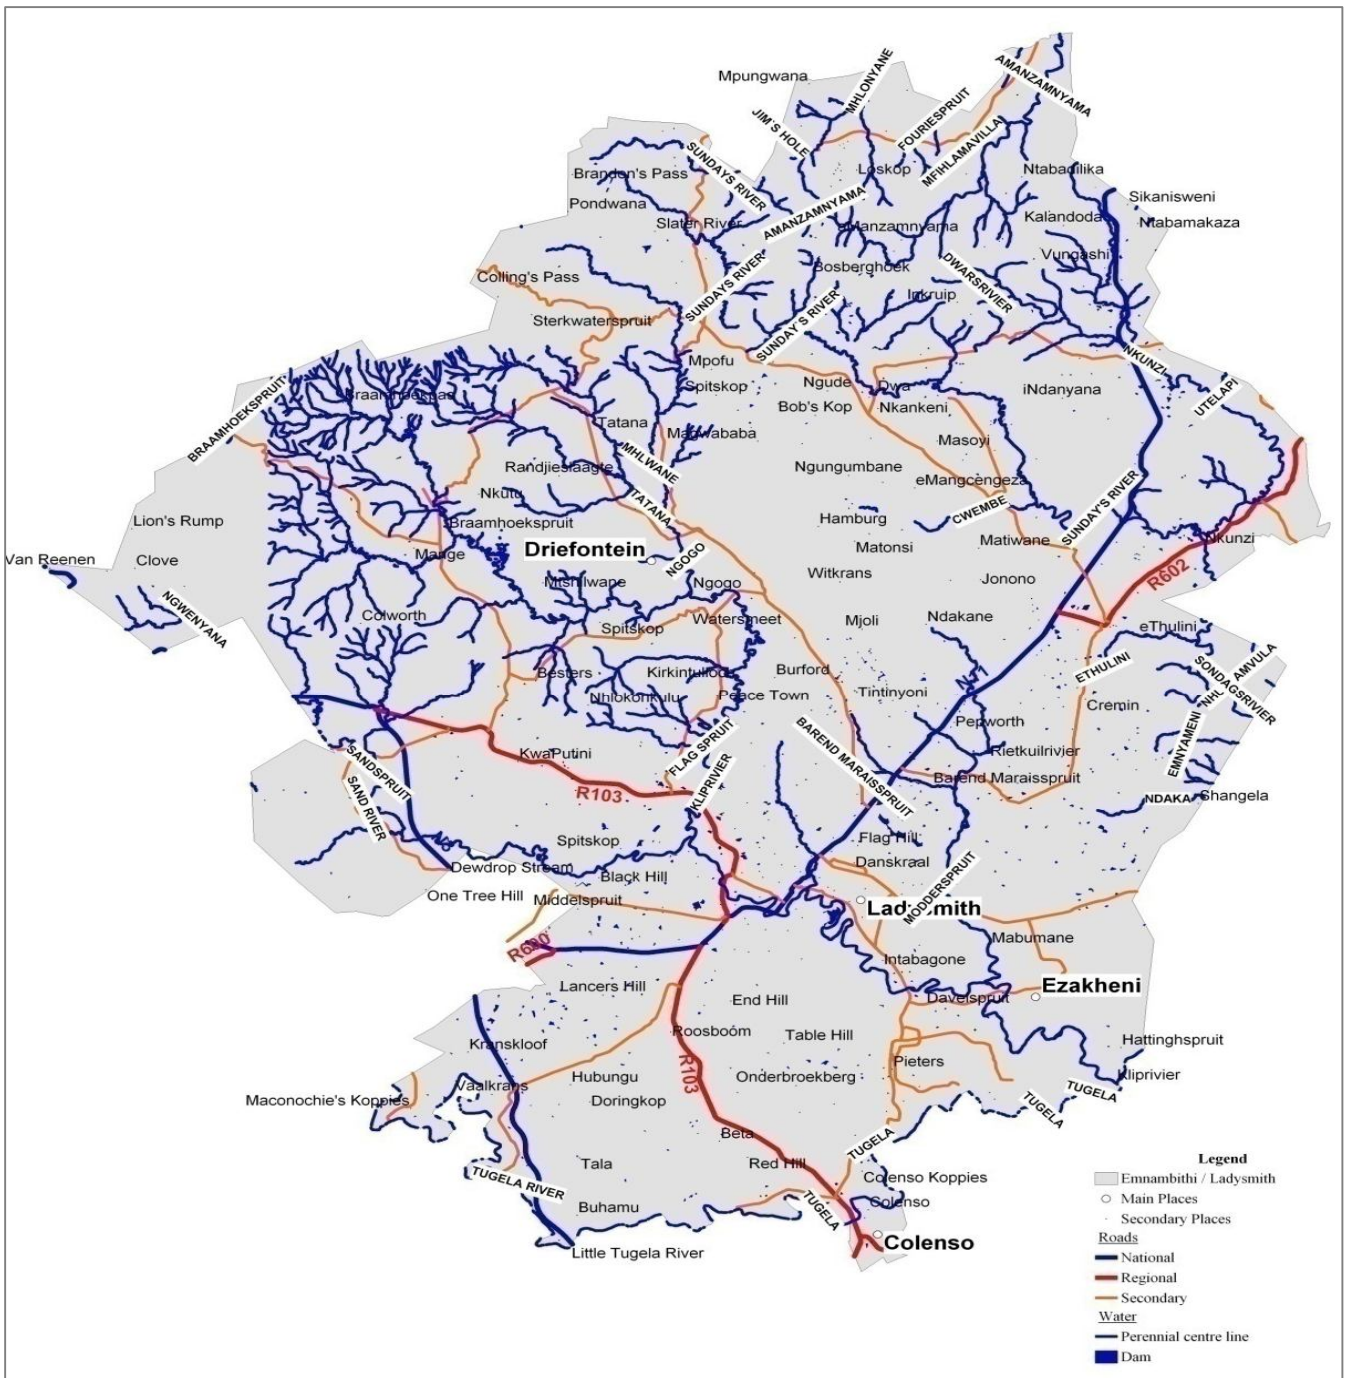 Mpungwana
MHLONYANE
AMANZAMNYAMA
JIM'S HOLE
FOURIESPRUIT
MFIHLAMAVILLA
SUNDAYS RIVER
Brandon's Pass
Loskop
Ntabadilika
Sikanisweni
Pondwana
AMANZAMNYAMA
Kalandoda
Ntabamakaza
Slater River
eManzamnyama
Vungashi
Colling's Pass
SUNDAYS RIVER
Bosberghoek
DWARSRIVIER
Inkruip
Sterkwaterspruit
SUNDAY'S RIVER
Mpofu
NKUNZI
Spitskop
Ngude
Dwa
iNdanyana
UTELAPI
BRAAMHOEKSPRUIT
Bob's Kop
Nkankeni
Tatana
Magwababa
Masoyi
MHLWANE
Randjieslaagte
Ngungumbane
eMangcengeza
Nkutu
TATANA
CWEMBE
SUNDAY'S RIVER
Lion's Rump
Braamhoekspruit
Hamburg
Matiwane
Nkunzi
Van Reenen
Clove
Mange
Driefontein
NGOGO
Matonsi
R602
Witkrans
Jonono
NGWENYANA
Ngogo
Colworth
Spitskop
Watersmeet
Mjoli
Ndakane
eThulini
Besters
Kirkintulloch
Burford
ETHULINI
SONDAGSRIVIER
Nhlokonkulu
Peace Town
Tintinyoni
N11
Cremin
EMNYAMENI
Pepworth
KwaPutini
FLAG SPRUIT
BAREND MARAISSPRUIT
Rietkuilrivier
SANDSPRUIT
KLIPRIVIER
Barend Maraisspruit
SAND RIVER
R103
NDAKA
Shangela
Spitskop
Flag Hill
Dewdrop Stream
Danskraal
Black Hill
One Tree Hill
Middelspruit
MODDERSPRUIT
Ladysmith
R600
Mabumane
Intabagone
Lancers Hill
Ezakheni
End Hill
Davelspruit
Roosboom
Table Hill
Kranskloof
Hattinghspruit
R103
Pieters
Vaalkrans
Hubungu
Onderbroekberg
Kliprivier
Maconochie's Koppies
Doringkop
TUGELA
TUGELA
Beta
TUGELA
Tala
Red Hill
TUGELA RIVER
Colenso Koppies
Buhamu
TUGELA
Colenso
Little Tugela River
Colenso
Legend
Emnambithi / Ladysmith
Main Places
Secondary Places
Roads
National
Regional
Secondary
Water
Perennial centre line
Dam